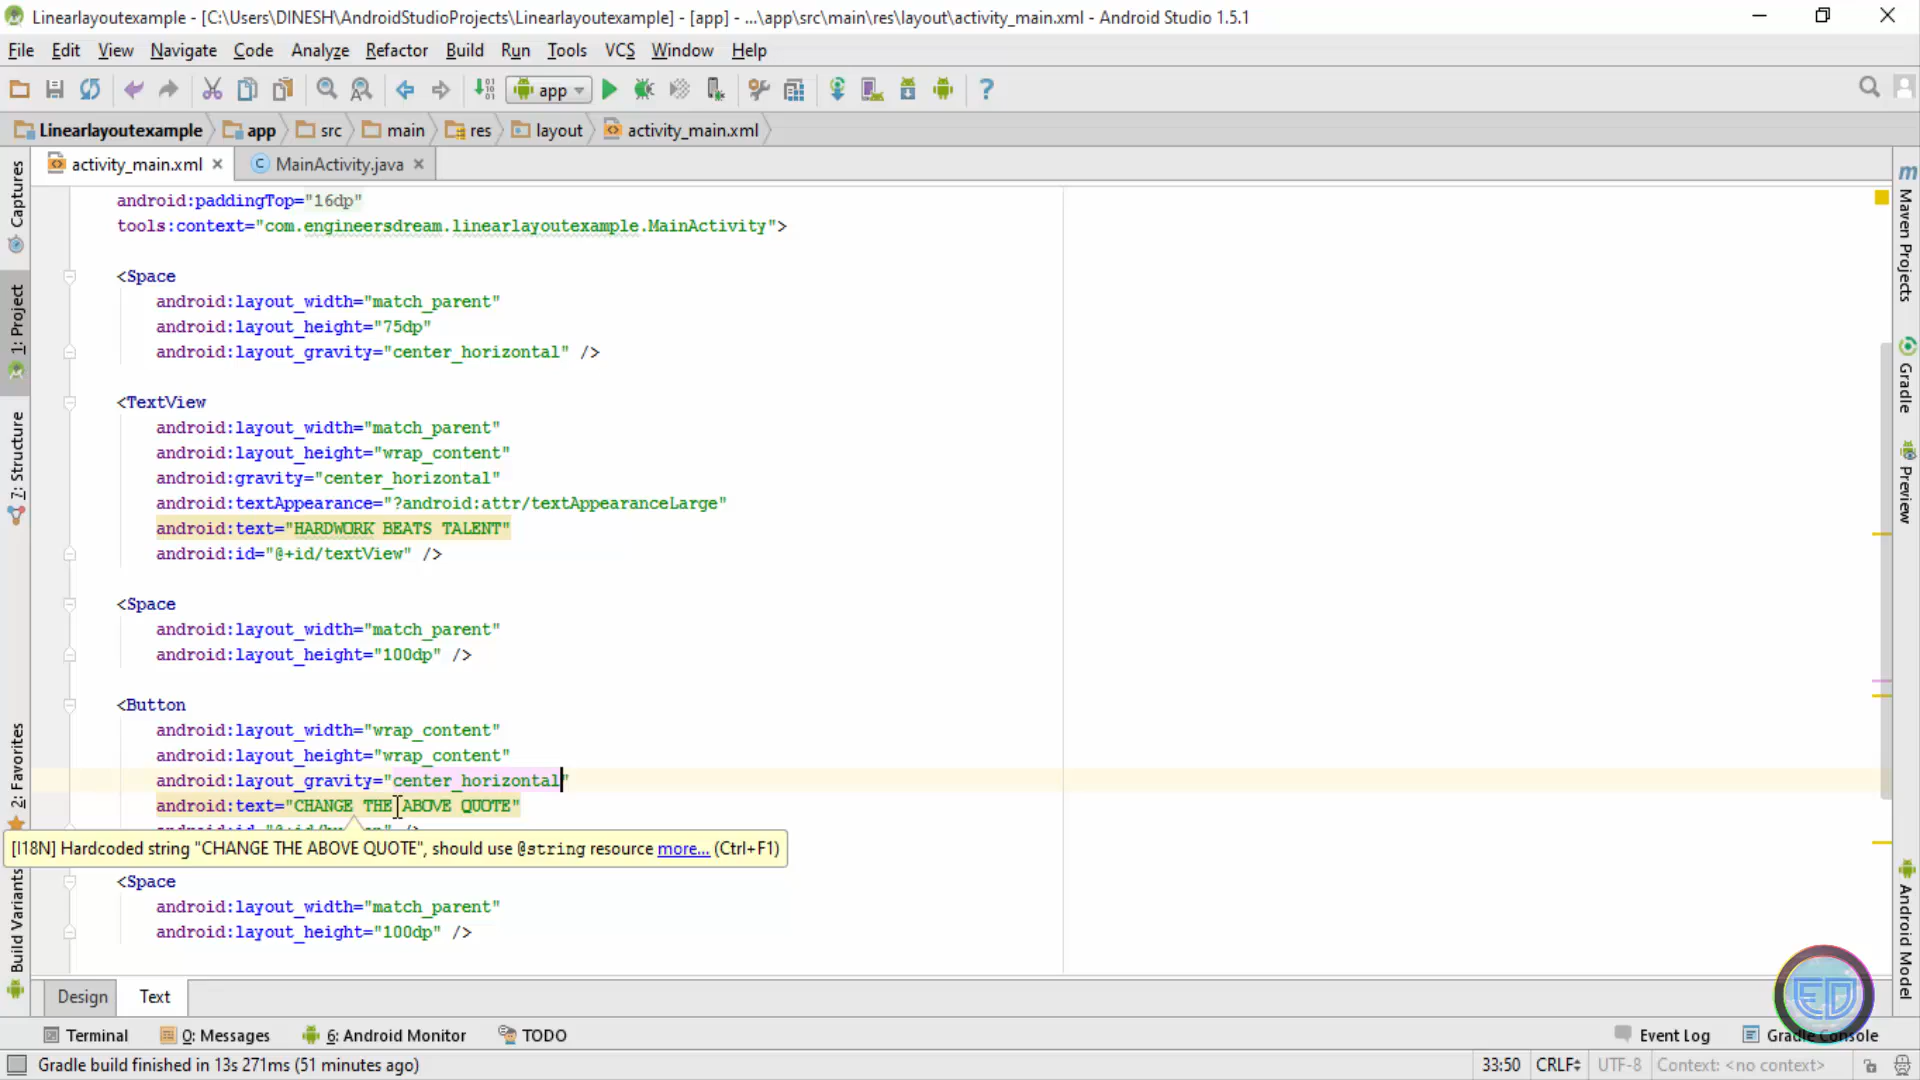 Linearlayoutexample - [C:\Users\DINESH\AndroidStudioProjects\Linearlayoutexample] - [app] - ...\app\src\main\res\layout\activity_main.xml - Android Studio 1.5.1
File Edit View Navigate Code Analyze Refactor Build Run Tools VCS Window Help
app
Linearlayoutexample app src main res layout activity_main.xml
activity_main.xml MainActivity.java
android:paddingTop="16dp"
tools:context="com.engineersdream.linearlayoutexample.MainActivity">
<Space
android:layout_width="match_parent"
android:layout_height="75dp"
android:layout_gravity="center_horizontal" />
<TextView
android:layout_width="match_parent"
android:layout_height="wrap_content"
android:gravity="center_horizontal"
android:textAppearance="?android:attr/textAppearanceLarge"
android:text="HARDWORK BEATS TALENT"
android:id="@+id/textView" />
<Space
android:layout_width="match_parent"
android:layout_height="100dp" />
<Button
android:layout_width="wrap_content"
android:layout_height="wrap_content"
android:layout_gravity="center_horizontal"
android:text="CHANGE THE ABOVE QUOTE"
[I18N] Hardcoded string "CHANGE THE ABOVE QUOTE", should use @string resource more... (Ctrl+F1)
<Space
android:layout_width="match_parent"
android:layout_height="100dp" />
Captures
1: Project
7: Structure
2: Favorites
Build Variants
Maven Projects
Gradle
Preview
Android Model
ED
Design Text
Terminal 0: Messages 6: Android Monitor TODO Event Log Gradle Console
Gradle build finished in 13s 271ms (51 minutes ago) 33:50 CRLF UTF-8 Context: <no context>